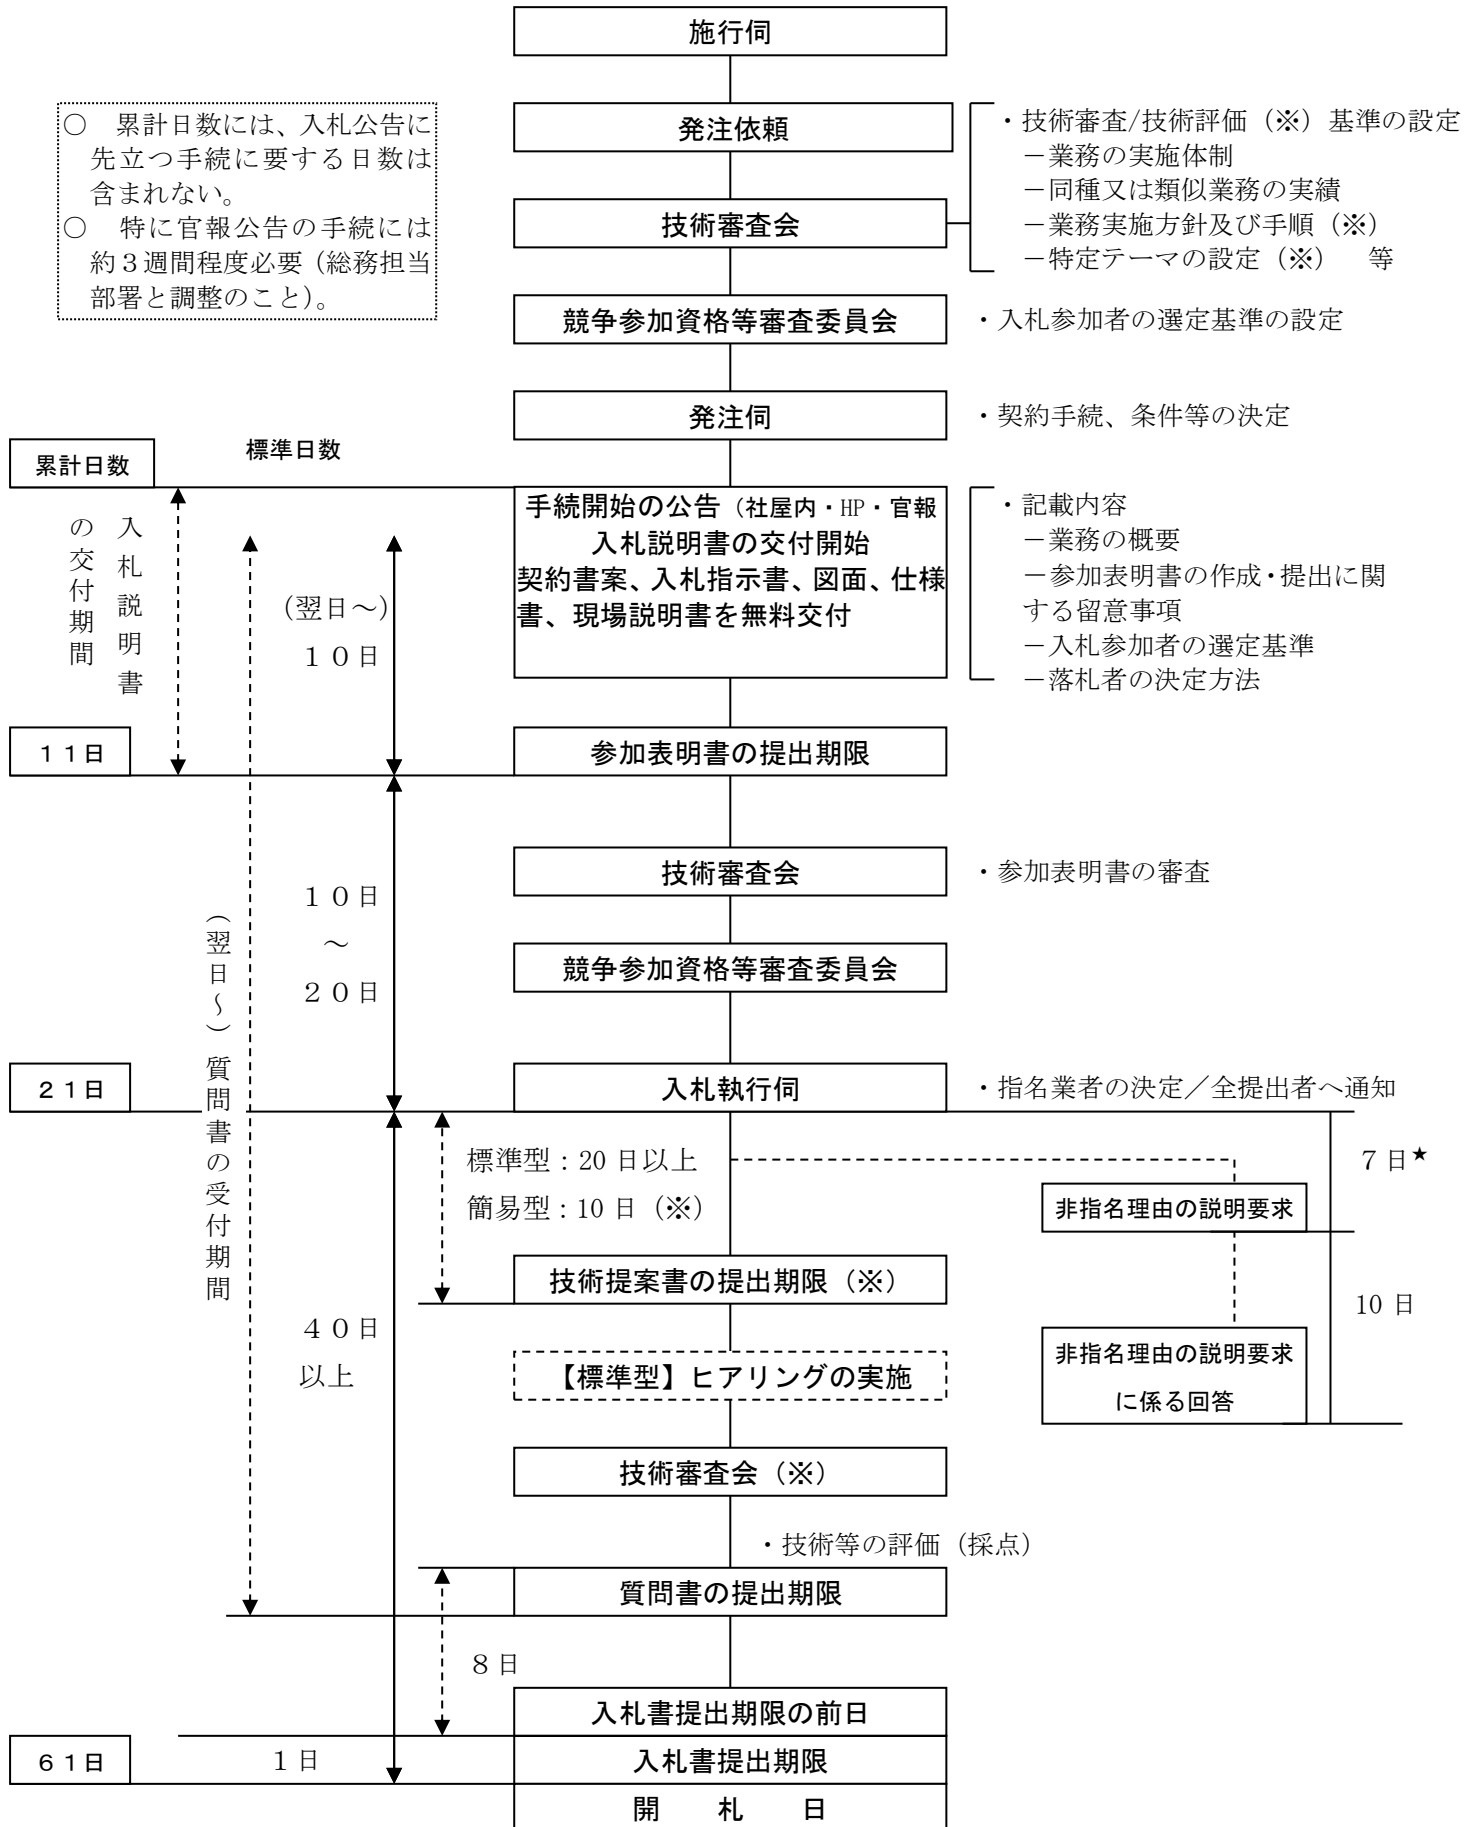 施行伺
○　累計日数には、入札公告に
先立つ手続に要する日数は
含まれない。
○　特に官報公告の手続には
約３週間程度必要（総務担当
部署と調整のこと）。
発注依頼
技術審査会
・技術審査/技術評価（※）基準の設定
－業務の実施体制
－同種又は類似業務の実績
－業務実施方針及び手順（※）
－特定テーマの設定（※）　等
競争参加資格等審査委員会
・入札参加者の選定基準の設定
発注伺
・契約手続、条件等の決定
累計日数
標準日数
入札説明書
の交付期間
（翌日～）
１０日
手続開始の公告（社屋内・HP・官報
入札説明書の交付開始
契約書案、入札指示書、図面、仕様
書、現場説明書を無料交付
・記載内容
－業務の概要
－参加表明書の作成・提出に関
する留意事項
－入札参加者の選定基準
－落札者の決定方法
１１日
参加表明書の提出期限
１０日
～
２０日
技術審査会
・参加表明書の審査
競争参加資格等審査委員会
（翌日～）質問書の受付期間
２１日
入札執行伺
・指名業者の決定／全提出者へ通知
標準型：20 日以上
簡易型：10 日（※）
７日★
非指名理由の説明要求
技術提案書の提出期限（※）
10 日
４０日
以上
【標準型】ヒアリングの実施
非指名理由の説明要求
に係る回答
技術審査会（※）
・技術等の評価（採点）
質問書の提出期限
８日
入札書提出期限の前日
６１日
１日
入札書提出期限
開　札　日